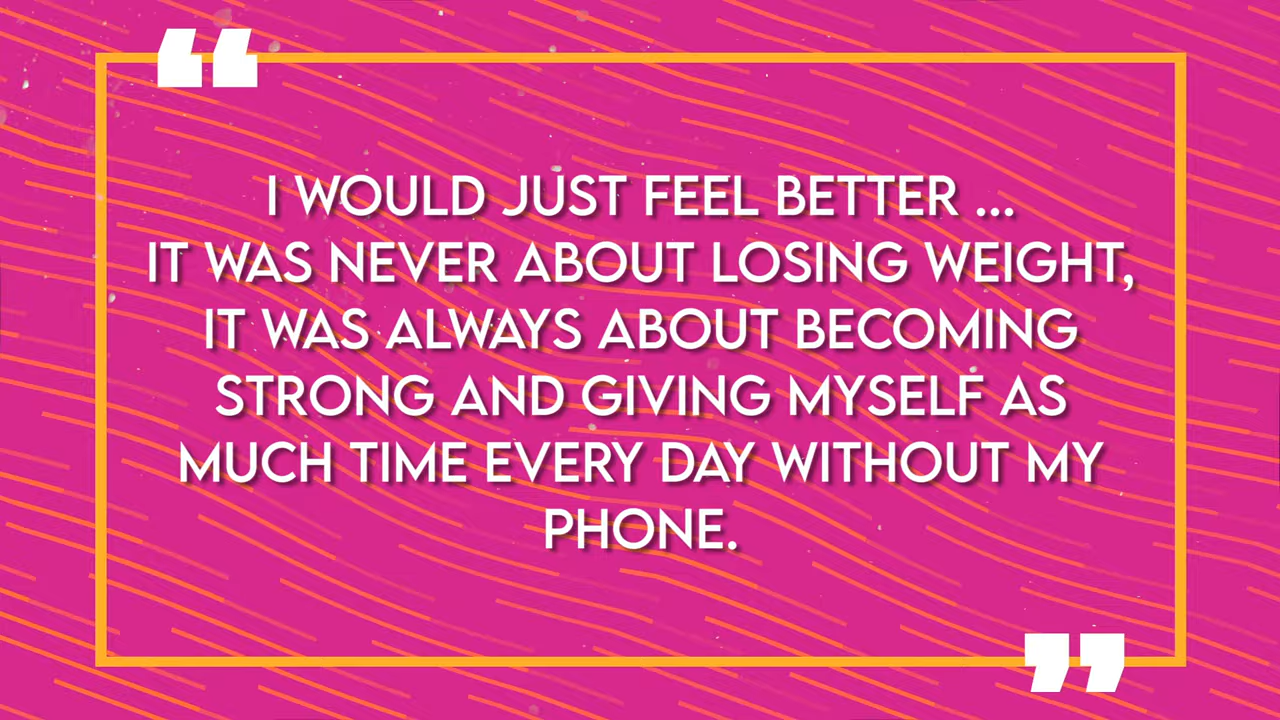 “
I WOULD JUST FEEL BETTER ...
IT WAS NEVER ABOUT LOSING WEIGHT,
IT WAS ALWAYS ABOUT BECOMING
STRONG AND GIVING MYSELF AS
MUCH TIME EVERY DAY WITHOUT MY
PHONE.
”